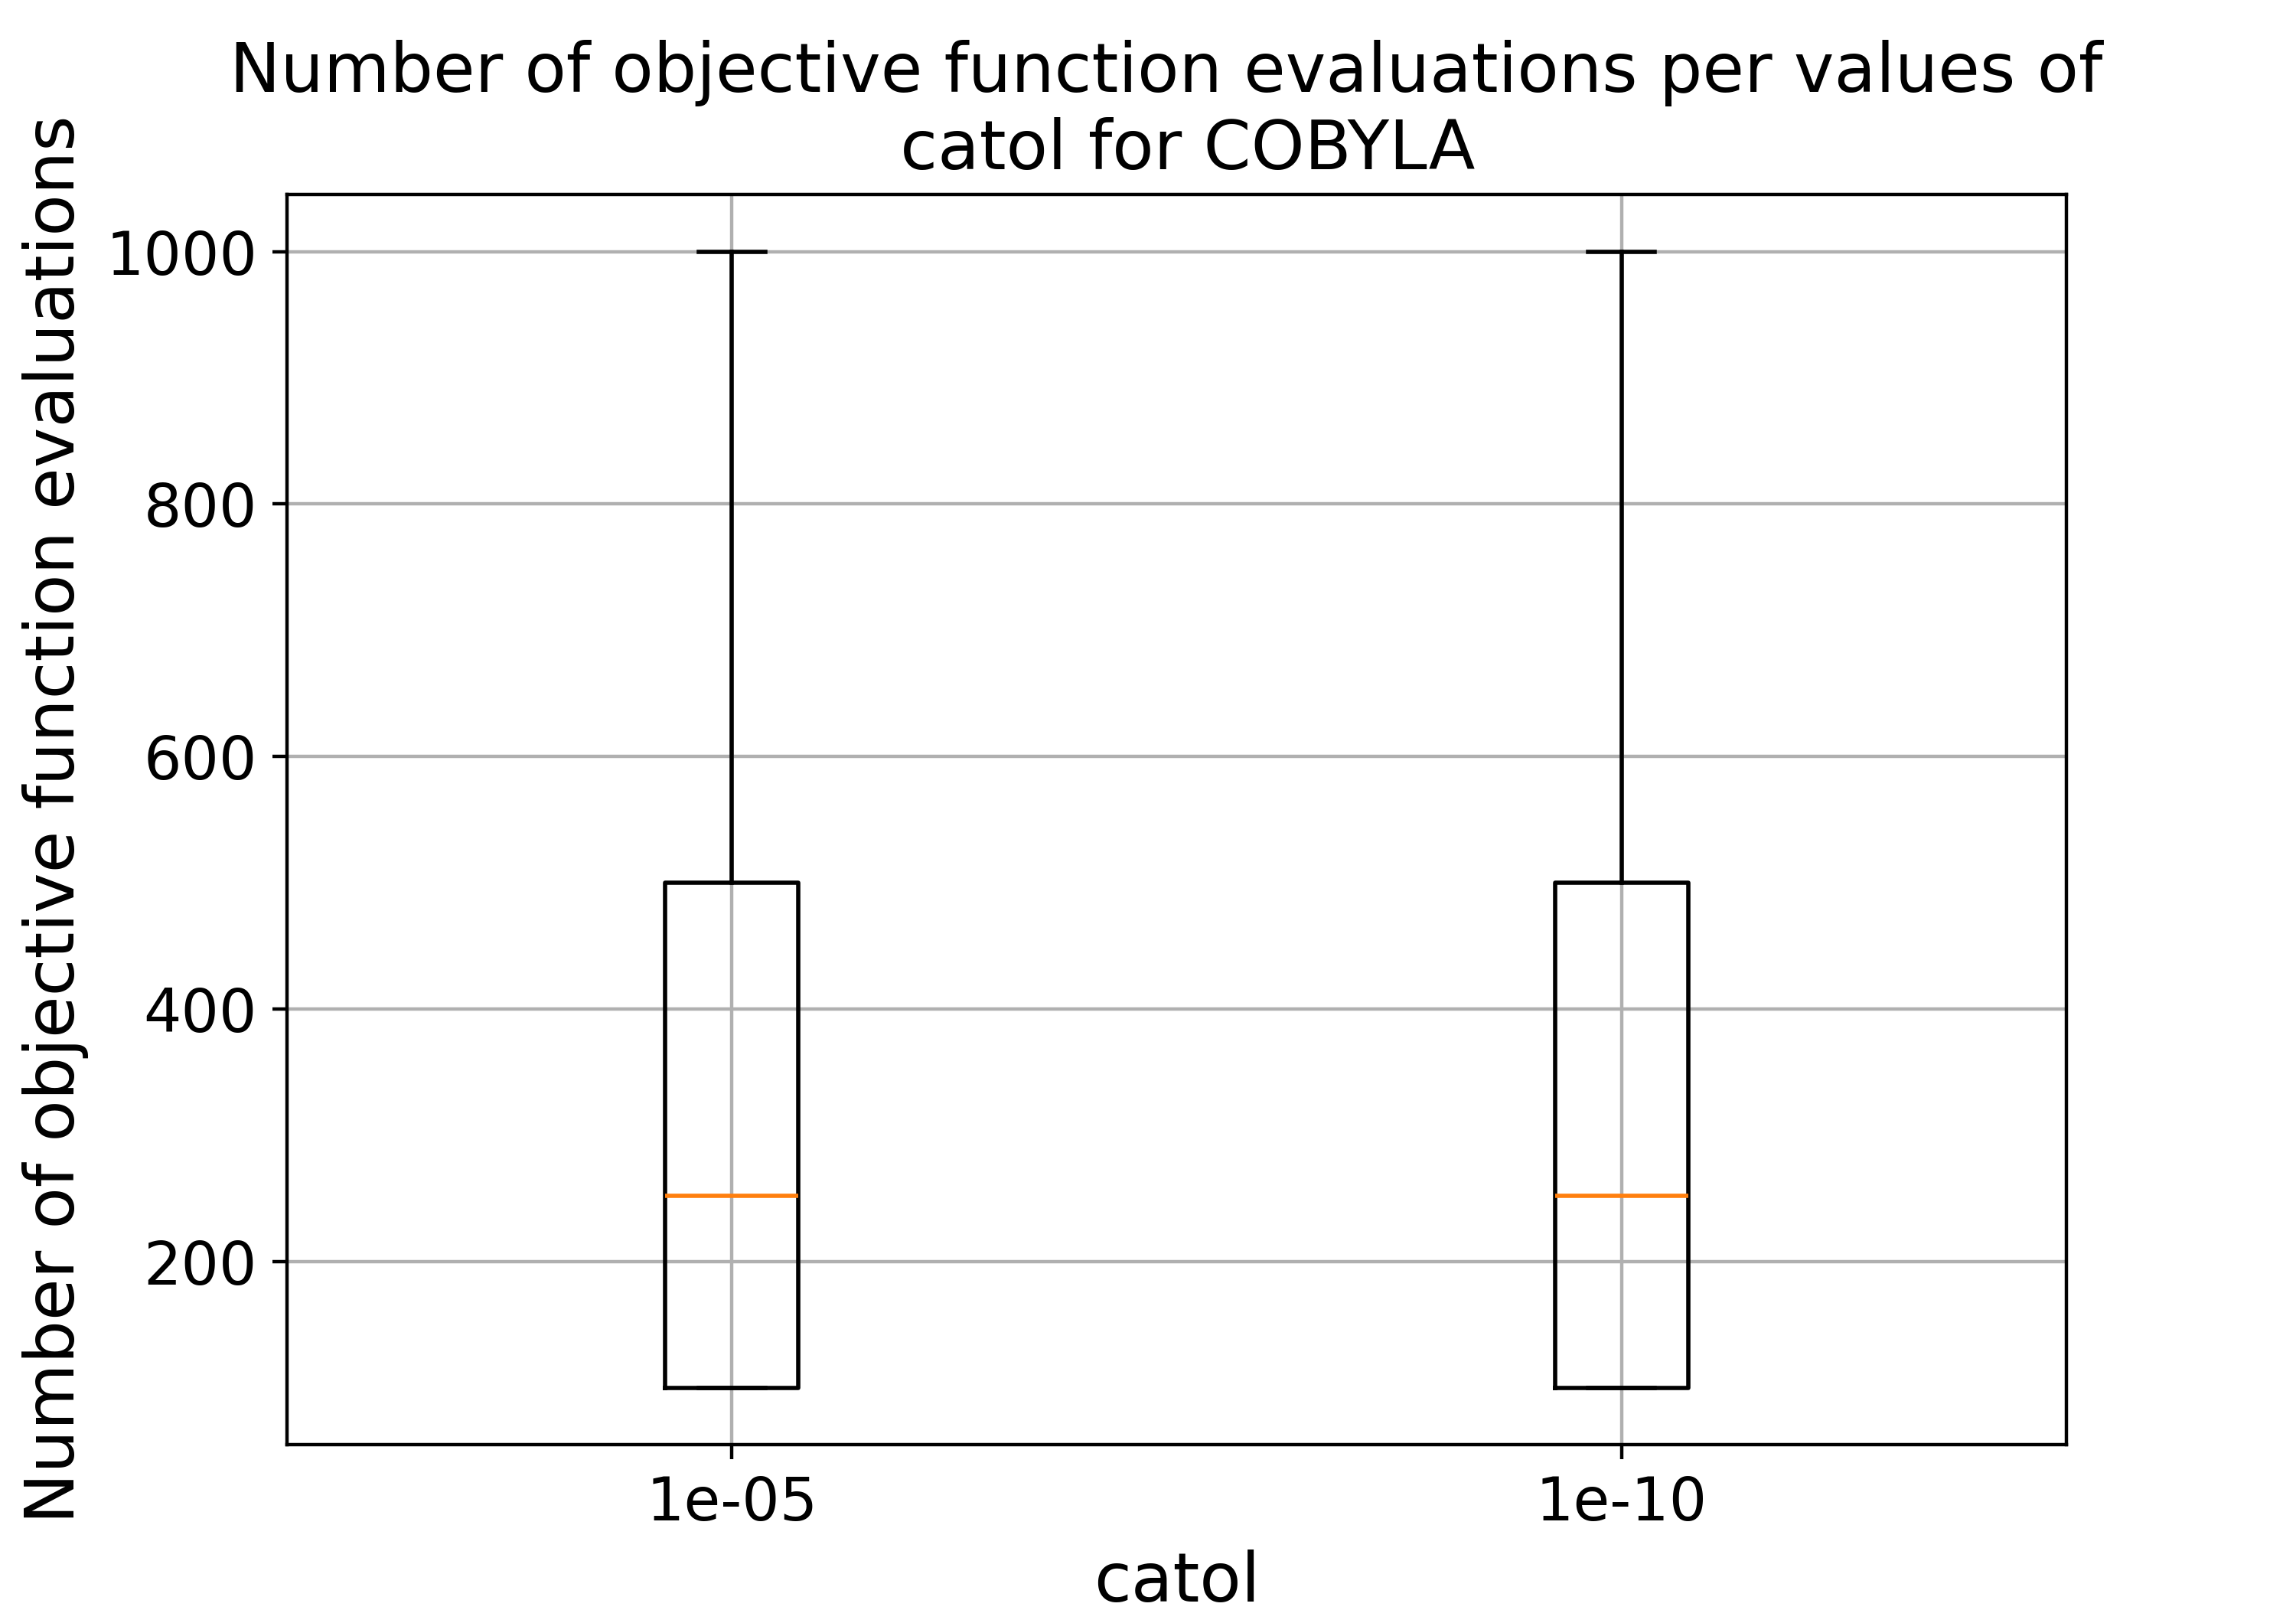 Number of objective function evaluations per values of
catol for COBYLA
Number of objective function evaluations
1000
800
600
400
200
1e-05
1e-10
catol